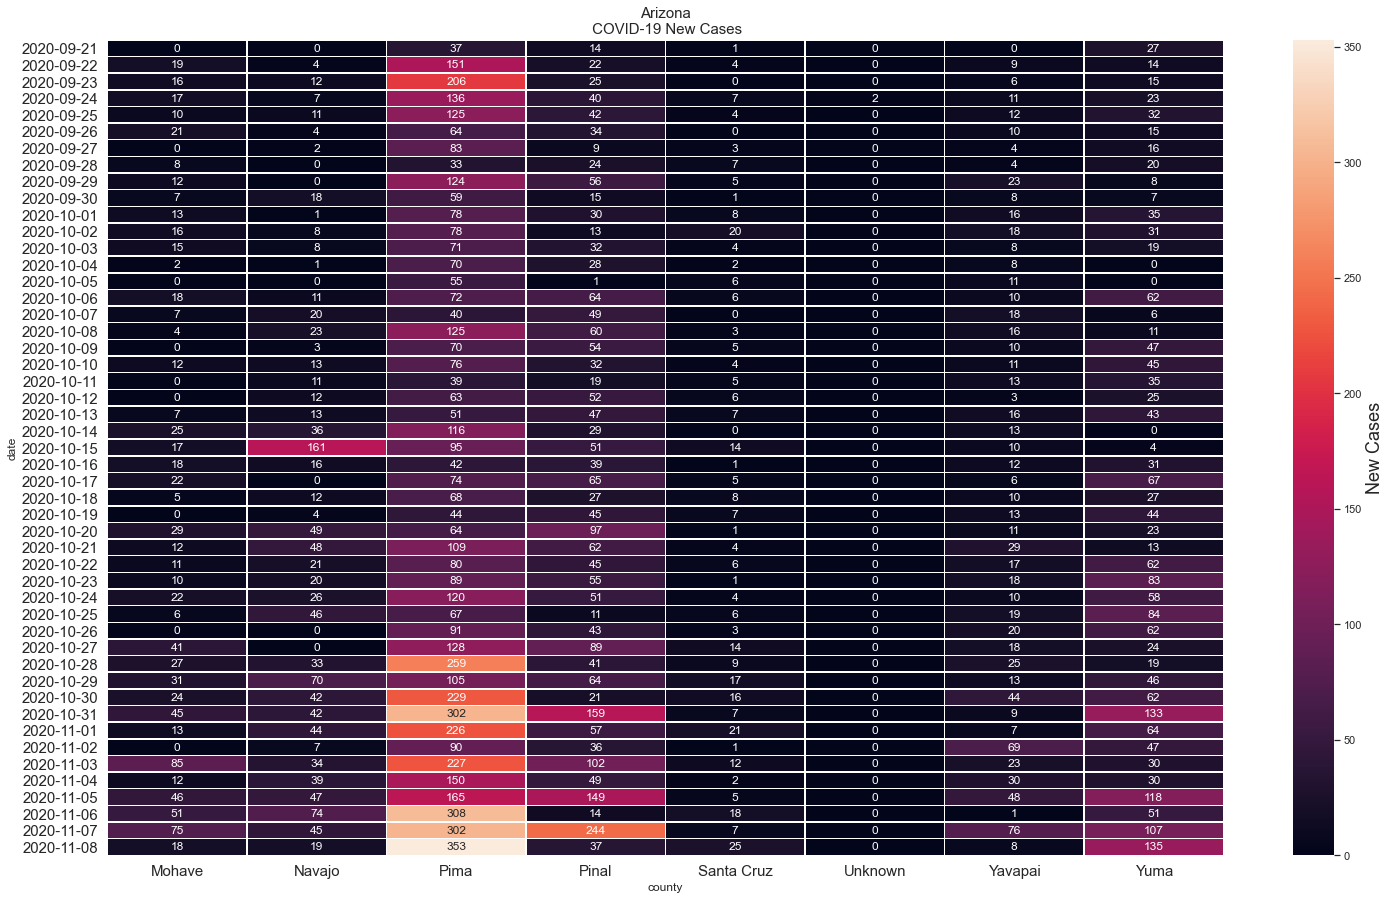 Arizona
COVID-19 New Cases
2020-09-21 0 0 37 14 1 0 0 27
2020-09-22 19 4 151 22 4 0 9 14
2020-09-23 16 12 206 25 0 0 6 15
2020-09-24 17 7 136 40 7 2 11 23
2020-09-25 10 11 125 42 4 0 12 32
2020-09-26 21 4 64 34 0 0 10 15
2020-09-27 0 2 83 9 3 0 4 16
2020-09-28 8 0 33 24 7 0 4 20
2020-09-29 12 0 124 56 5 0 23 8
2020-09-30 7 18 59 15 1 0 8 7
2020-10-01 13 1 78 30 8 0 16 35
2020-10-02 16 8 78 13 20 0 18 31
2020-10-03 15 8 71 32 4 0 8 19
2020-10-04 2 1 70 28 2 0 8 0
2020-10-05 0 0 55 1 6 0 11 0
2020-10-06 18 11 72 64 6 0 10 62
2020-10-07 7 20 40 49 0 0 18 6
2020-10-08 4 23 125 60 3 0 16 11
2020-10-09 0 3 70 54 5 0 10 47
2020-10-10 12 13 76 32 4 0 11 45
2020-10-11 0 11 39 19 5 0 13 35
2020-10-12 0 12 63 52 6 0 3 25
2020-10-13 7 13 51 47 7 0 16 43
2020-10-14 25 36 116 29 0 0 13 0
2020-10-15 17 161 95 51 14 0 10 4
2020-10-16 18 16 42 39 1 0 12 31
2020-10-17 22 0 74 65 5 0 6 67
2020-10-18 5 12 68 27 8 0 10 27
2020-10-19 0 4 44 45 7 0 13 44
2020-10-20 29 49 64 97 1 0 11 23
2020-10-21 12 48 109 62 4 0 29 13
2020-10-22 11 21 80 45 6 0 17 62
2020-10-23 10 20 89 55 1 0 18 83
2020-10-24 22 26 120 51 4 0 10 58
2020-10-25 6 46 67 11 6 0 19 84
2020-10-26 0 0 91 43 3 0 20 62
2020-10-27 41 0 128 89 14 0 18 24
2020-10-28 27 33 259 41 9 0 25 19
2020-10-29 31 70 105 64 17 0 13 46
2020-10-30 24 42 229 21 16 0 44 62
2020-10-31 45 42 302 159 7 0 9 133
2020-11-01 13 44 226 57 21 0 7 64
2020-11-02 0 7 90 36 1 0 69 47
2020-11-03 85 34 227 102 12 0 23 30
2020-11-04 12 39 150 49 2 0 30 30
2020-11-05 46 47 165 149 5 0 48 118
2020-11-06 51 74 308 14 18 0 1 51
2020-11-07 75 45 302 244 7 0 76 107
2020-11-08 18 19 353 37 25 0 8 135
Mohave Navajo Pima Pinal Santa Cruz Unknown Yavapai Yuma
county
date
350
300
250
200
150
100
50
0
New Cases